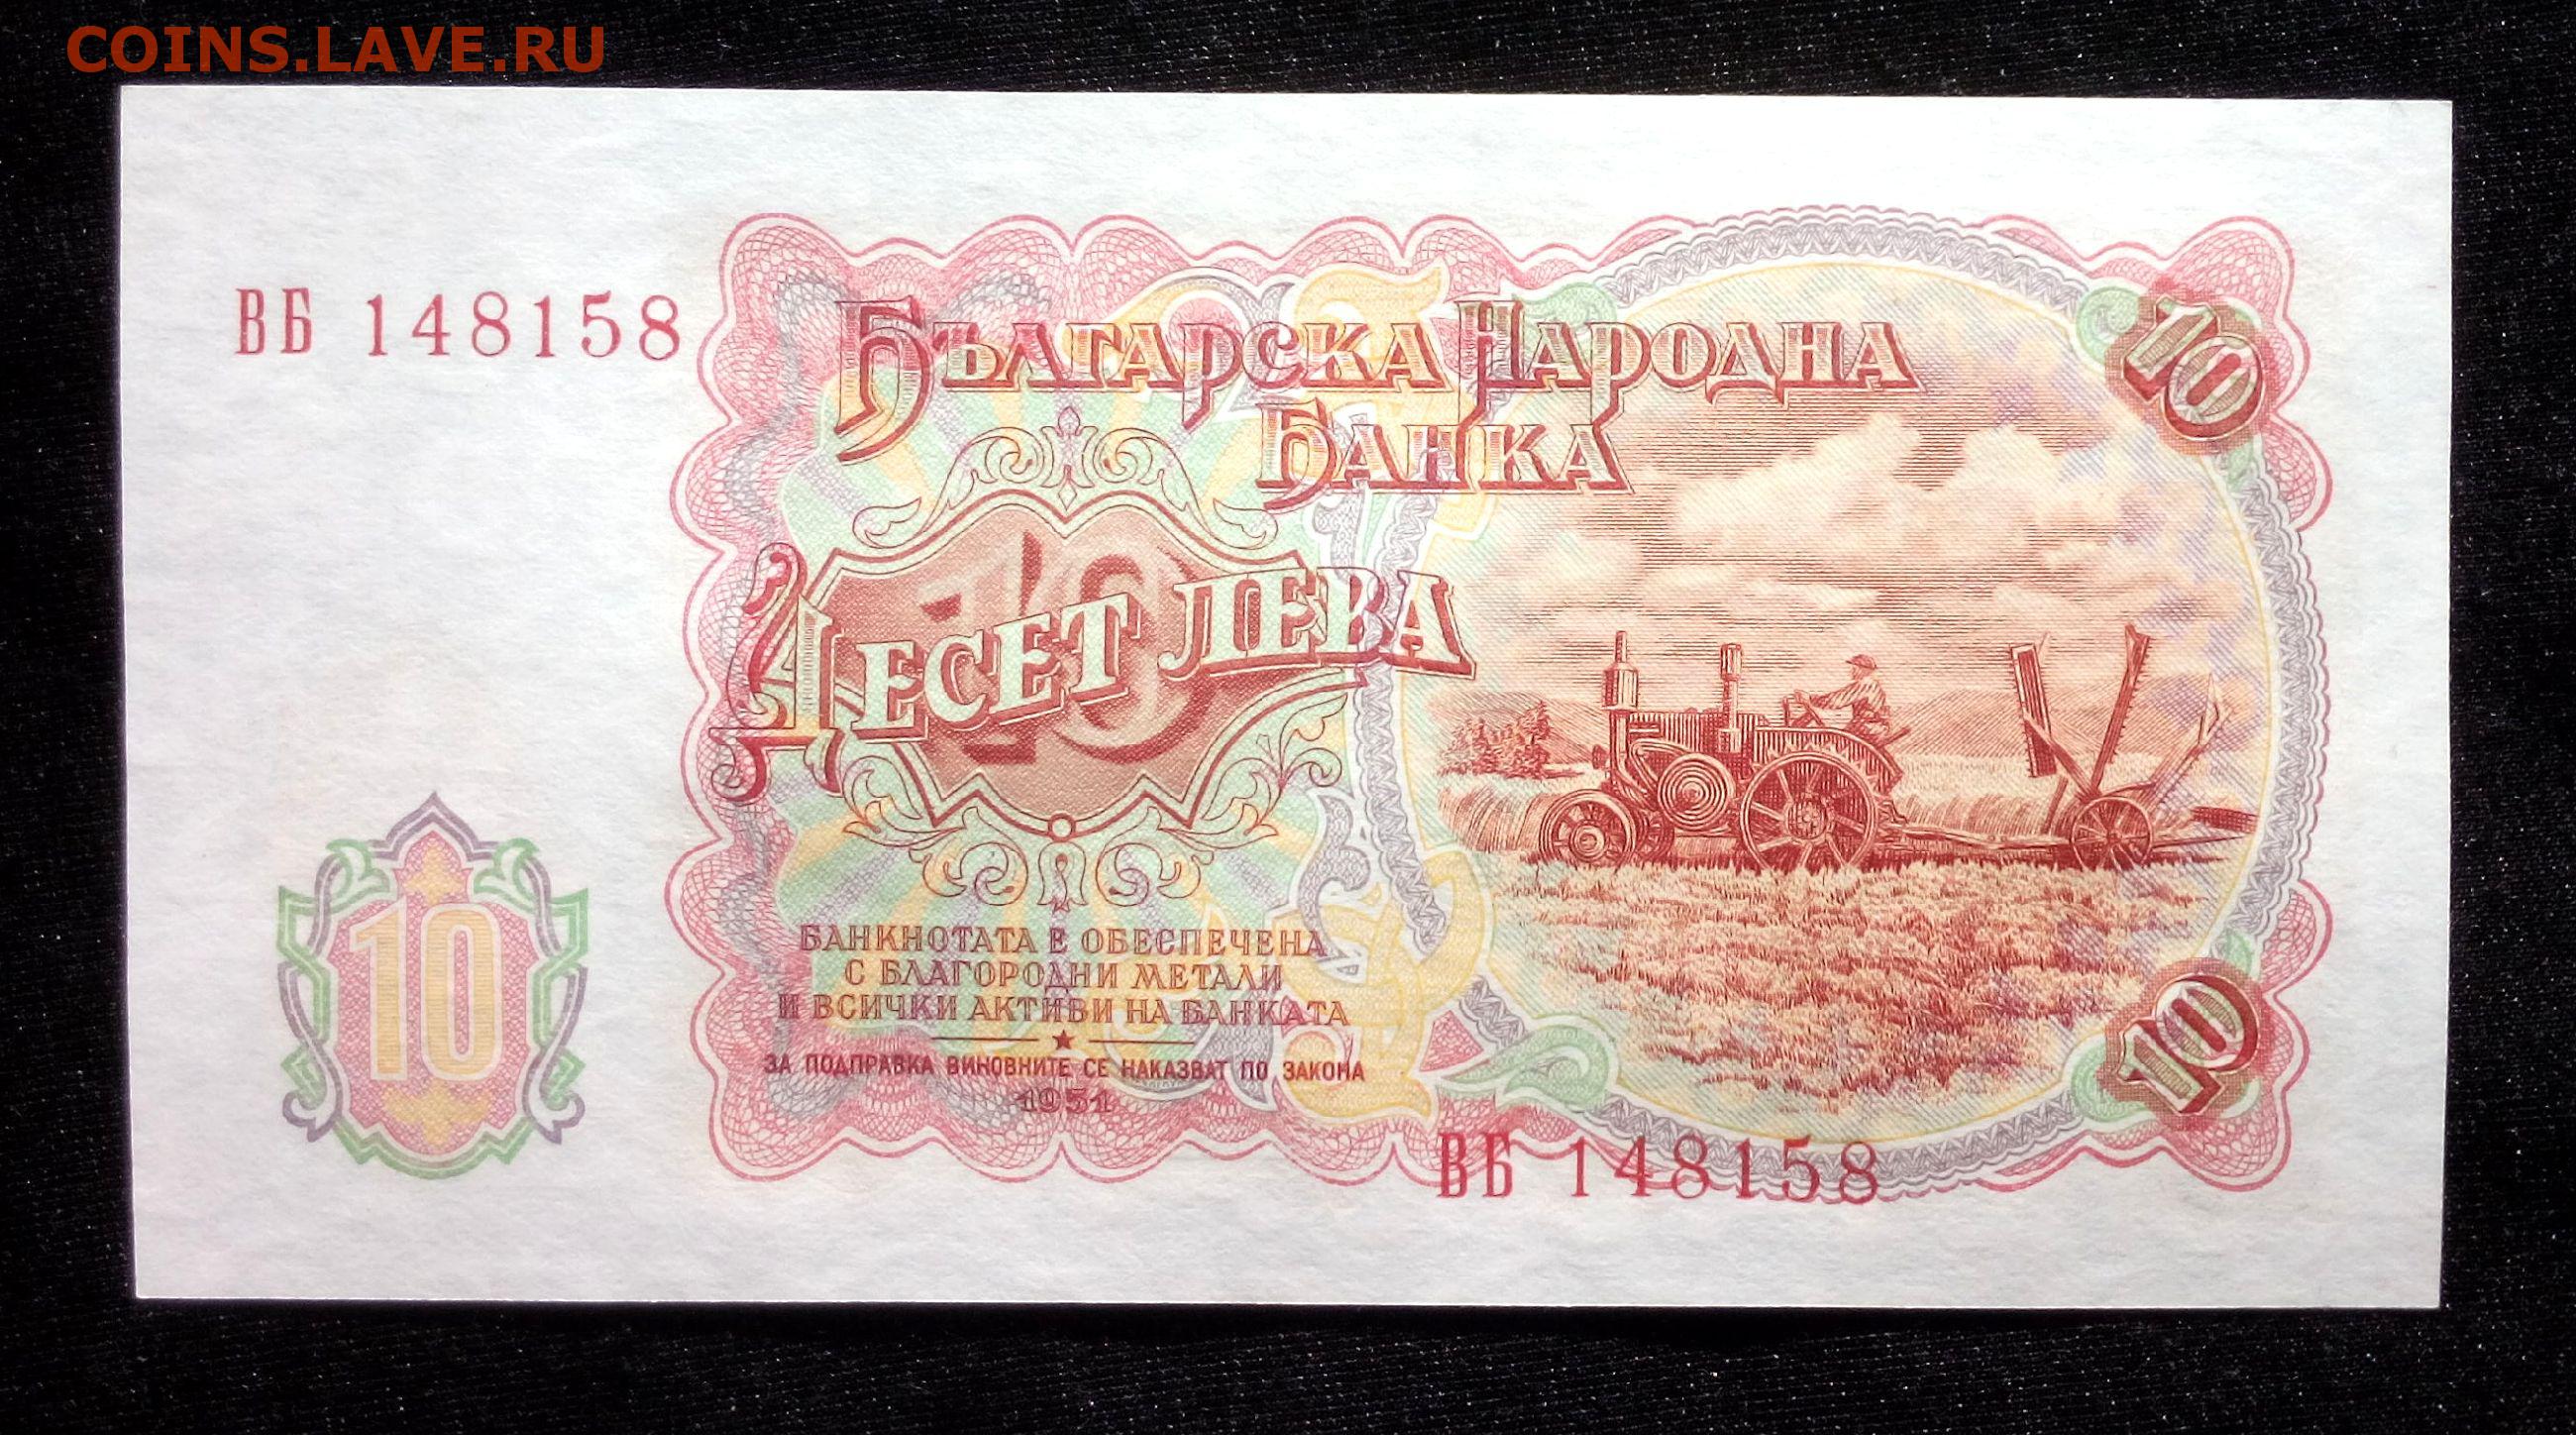 COINS.LAVE.RU
ВБ 148158
БЪЛГАРСКА НАРОДНА
БАНКА
10
10
ДЕСЕТ ЛЕВА
10
БАНКНОТАТА Е ОБЕСПЕЧЕНА
С БЛАГОРОДНИ МЕТАЛИ
И ВСИЧКИ АКТИВИ НА БАНКАТА
ЗА ПОДПРАВКА ВИНОВНИТЕ СЕ НАКАЗВАТ ПО ЗАКОНА
1951
10
ВБ 148158